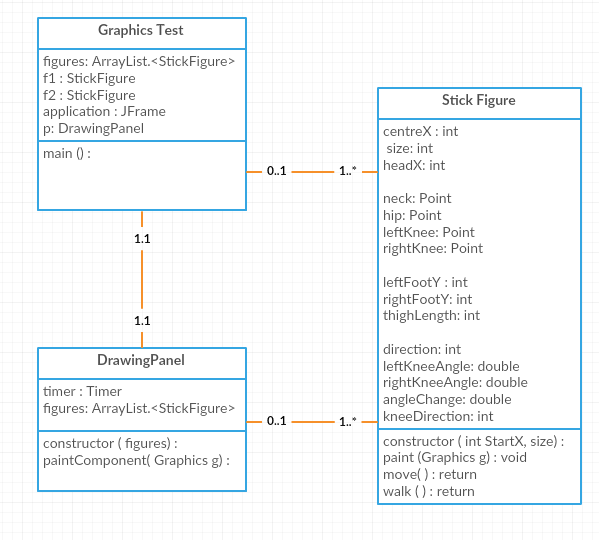 Graphics Test
figures: ArrayList.<StickFigure>
f1 : StickFigure
f2 : StickFigure
application : JFrame
p: DrawingPanel
main () :
0..1
1..*
1.1
1.1
DrawingPanel
timer : Timer
figures: ArrayList.<StickFigure>
constructor ( figures) :
paintComponent( Graphics g) :
0..1
1..*
Stick Figure
centreX : int
size: int
headX: int
neck: Point
hip: Point
leftKnee: Point
rightKnee: Point
leftFootY : int
rightFootY: int
thighLength: int
direction: int
leftKneeAngle: double
rightKneeAngle: double
angleChange: double
kneeDirection: int
constructor ( int StartX, size) :
paint (Graphics g) : void
move( ) : return
walk ( ) : return